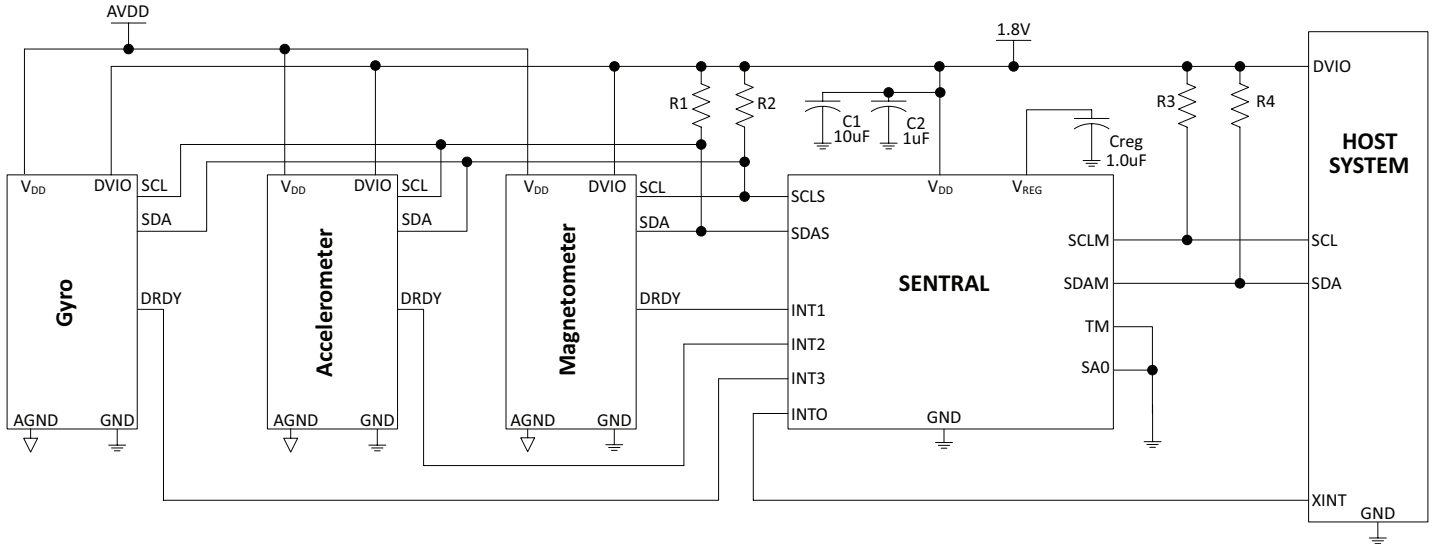 AVDD
1.8V
DVIO
R1
R2
C1
10uF
C2
1uF
Creg
1.0uF
R3
R4
HOST
SYSTEM
VDD
DVIO
SCL
SDA
DRDY
Gyro
AGND
GND
VDD
DVIO
SCL
SDA
DRDY
Accelerometer
AGND
GND
VDD
DVIO
SCL
SDA
DRDY
Magnetometer
AGND
GND
VDD
VREG
SCLS
SDAS
INT1
INT2
INT3
INTO
SENTRAL
SCLM
SDAM
TM
SA0
GND
SCL
SDA
XINT
GND